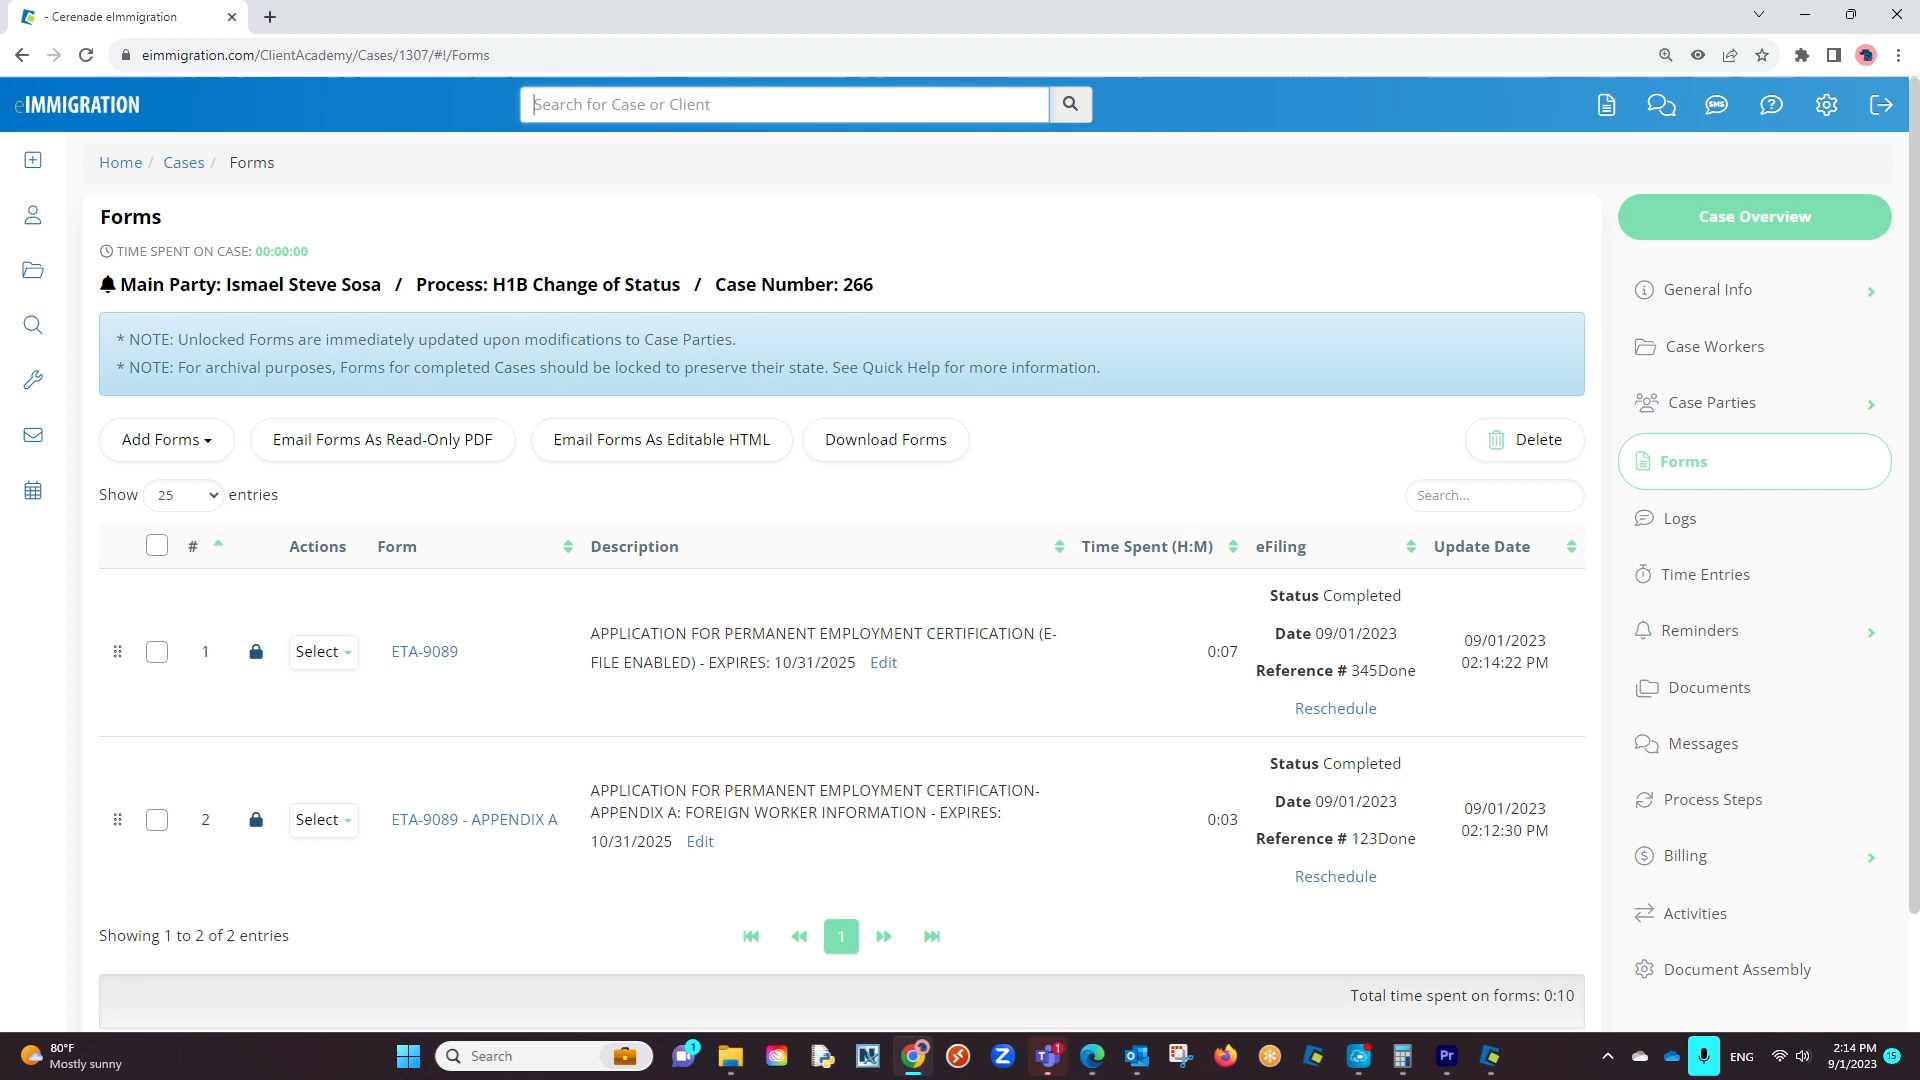 - Cerenade eImmigration
eimmigration.com/ClientAcademy/Cases/1307/#!/Forms
eIMMIGRATION
Search for Case or Client
SMS
Home / Cases / Forms
Forms
TIME SPENT ON CASE: 00:00:00
Main Party: Ismael Steve Sosa / Process: H1B Change of Status / Case Number: 266
* NOTE: Unlocked Forms are immediately updated upon modifications to Case Parties.
* NOTE: For archival purposes, Forms for completed Cases should be locked to preserve their state. See Quick Help for more information.
Add Forms
Email Forms As Read-Only PDF
Email Forms As Editable HTML
Download Forms
Delete
Show 25 entries
Search...
# Actions Form Description Time Spent (H:M) eFiling Update Date
1 Select ETA-9089
APPLICATION FOR PERMANENT EMPLOYMENT CERTIFICATION (E-
FILE ENABLED) - EXPIRES: 10/31/2025 Edit
0:07
Status Completed
Date 09/01/2023
Reference # 345Done
Reschedule
09/01/2023
02:14:22 PM
2 Select ETA-9089 - APPENDIX A
APPLICATION FOR PERMANENT EMPLOYMENT CERTIFICATION-
APPENDIX A: FOREIGN WORKER INFORMATION - EXPIRES:
10/31/2025 Edit
0:03
Status Completed
Date 09/01/2023
Reference # 123Done
Reschedule
09/01/2023
02:12:30 PM
Showing 1 to 2 of 2 entries
1
Total time spent on forms: 0:10
Case Overview
General Info
Case Workers
Case Parties
Forms
Logs
Time Entries
Reminders
Documents
Messages
Process Steps
Billing
Activities
Document Assembly
80°F
Mostly sunny
Search
1
1
Pr
ENG
2:14 PM
9/1/2023
15